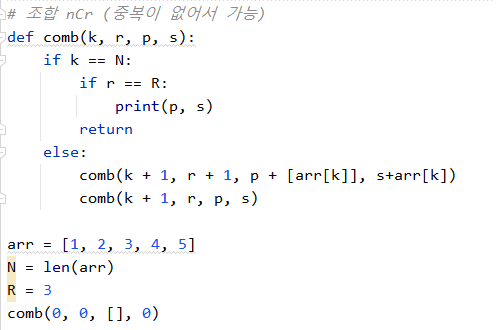 # 조합 nCr (중복이 없어서 가능)
def comb(k, r, p, s):
    if k == N:
        if r == R:
            print(p, s)
        return
    else:
        comb(k + 1, r + 1, p + [arr[k]], s+arr[k])
        comb(k + 1, r, p, s)

arr = [1, 2, 3, 4, 5]
N = len(arr)
R = 3
comb(0, 0, [], 0)